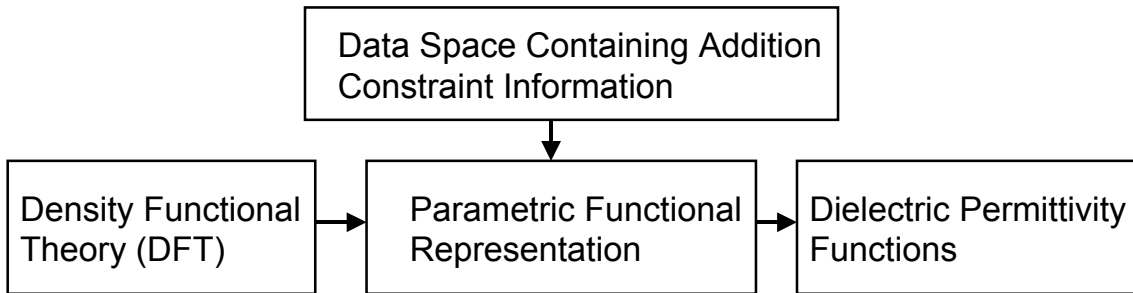 Data Space Containing Addition
Constraint Information
Density Functional
Theory (DFT)
Parametric Functional
Representation
Dielectric Permittivity
Functions